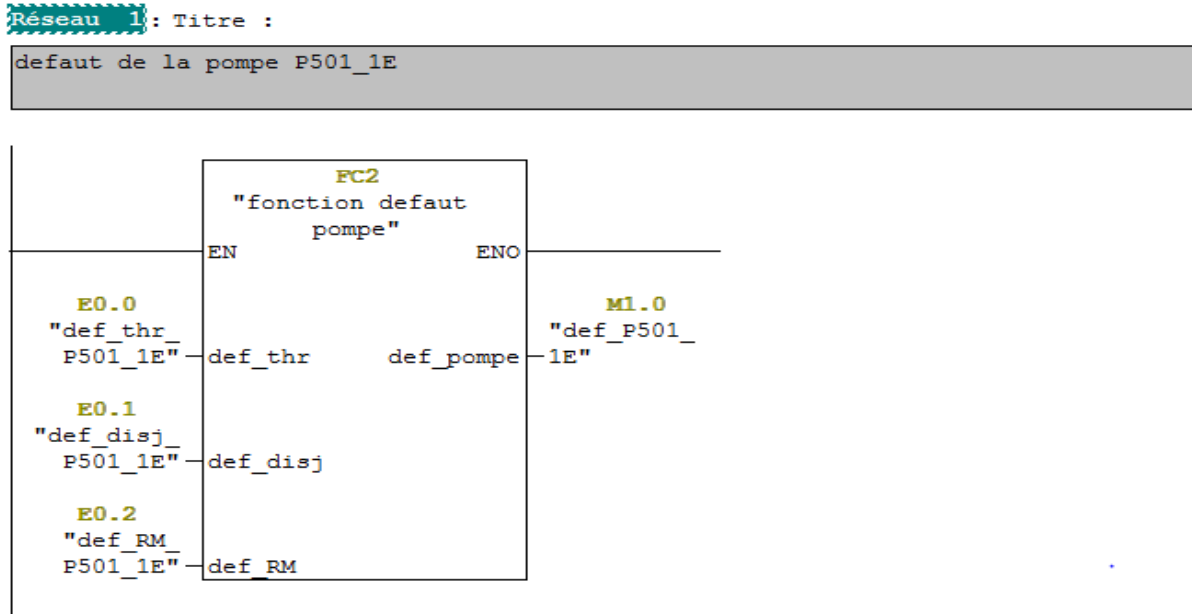 Réseau 1: Titre :
defaut de la pompe P501_1E
FC2
"fonction defaut
pompe"
EN ENO
E0.0 M1.0
"def_thr_ "def_P501_
P501_1E" def_thr def_pompe 1E"
E0.1
"def_disj_
P501_1E" def_disj
E0.2
"def_RM_
P501_1E" def_RM